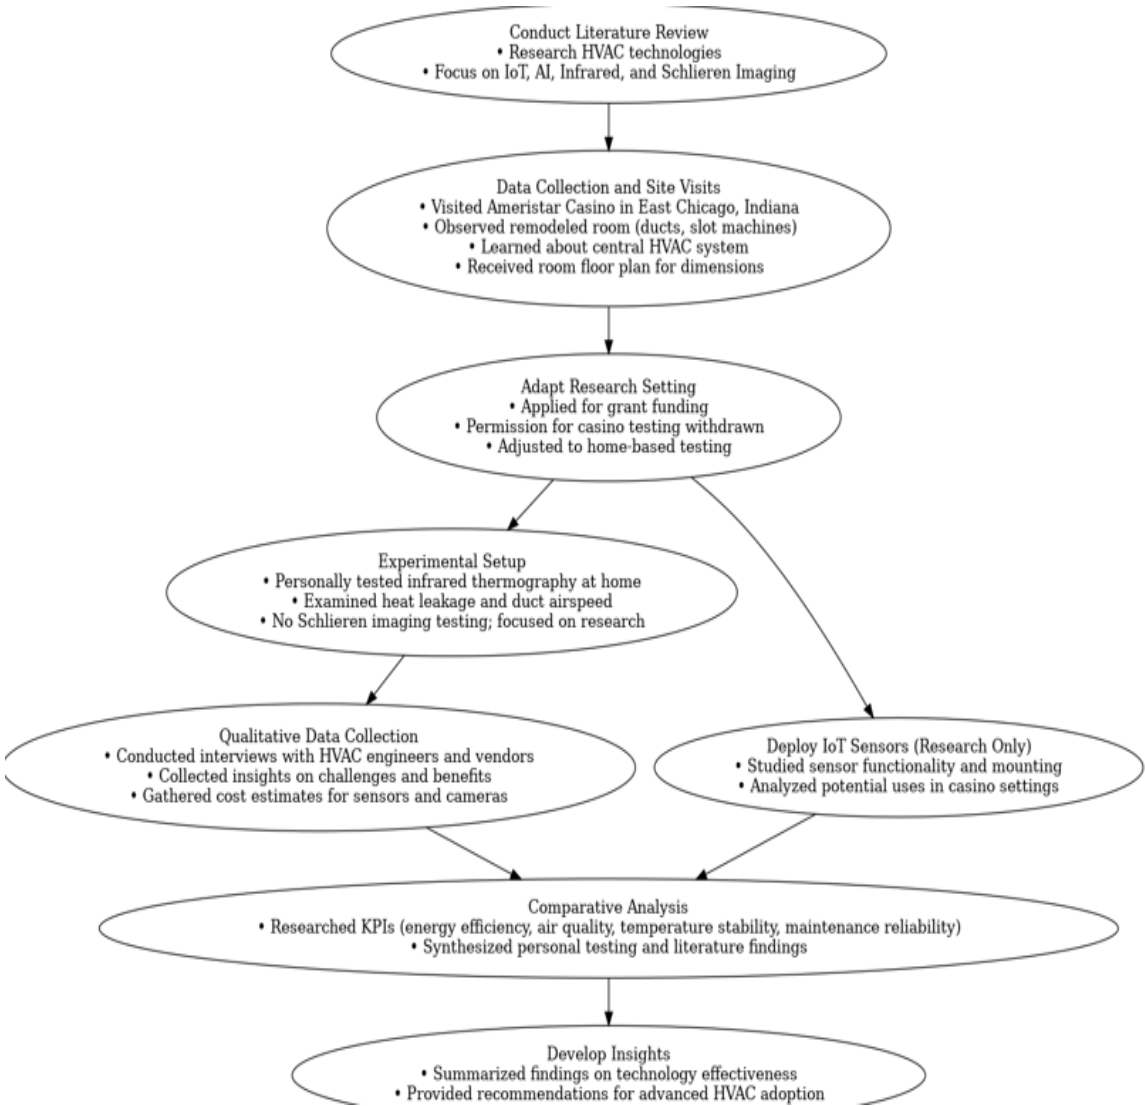 Conduct Literature Review
• Research HVAC technologies
• Focus on IoT, AI, Infrared, and Schlieren Imaging
Data Collection and Site Visits
• Visited Ameristar Casino in East Chicago, Indiana
• Observed remodeled room (ducts, slot machines)
• Learned about central HVAC system
• Received room floor plan for dimensions
Adapt Research Setting
• Applied for grant funding
• Permission for casino testing withdrawn
• Adjusted to home-based testing
Experimental Setup
• Personally tested infrared thermography at home
• Examined heat leakage and duct airspeed
• No Schlieren imaging testing; focused on research
Qualitative Data Collection
• Conducted interviews with HVAC engineers and vendors
• Collected insights on challenges and benefits
• Gathered cost estimates for sensors and cameras
Deploy IoT Sensors (Research Only)
• Studied sensor functionality and mounting
• Analyzed potential uses in casino settings
Comparative Analysis
• Researched KPIs (energy efficiency, air quality, temperature stability, maintenance reliability)
• Synthesized personal testing and literature findings
Develop Insights
• Summarized findings on technology effectiveness
• Provided recommendations for advanced HVAC adoption